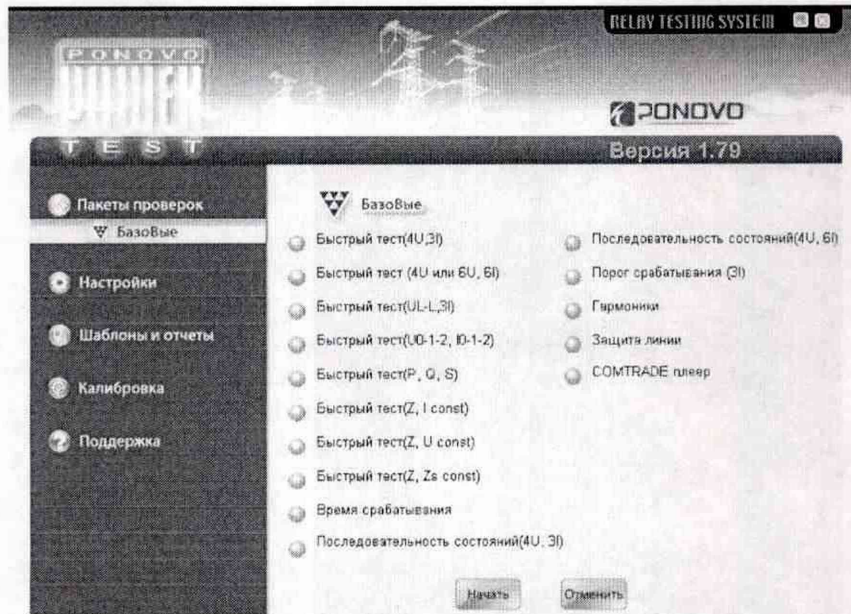 RELAY TESTING SYSTEM
PONOVO
TEST
PONOVO
Версия 1.79
Пакеты проверок
Базовые
Настройки
Шаблоны и отчеты
Калибровка
Поддержка
Базовые
Быстрый тест(4U,3I)
Быстрый тест (4U или 6U, 6I)
Быстрый тест(UL-L,3I)
Быстрый тест(U0-1-2, I0-1-2)
Быстрый тест(P, Q, S)
Быстрый тест(Z, I const)
Быстрый тест(Z, U const)
Быстрый тест(Z, Zs const)
Время срабатывания
Последовательность состояний(4U, 3I)
Последовательность состояний(4U, 6I)
Порог срабатывания (3I)
Гармоники
Защита линии
COMTRADE плеер
Начать
Отменить